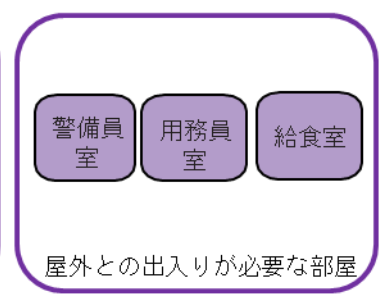 警備員
室
用務員
室
給食室
屋外との出入りが必要な部屋